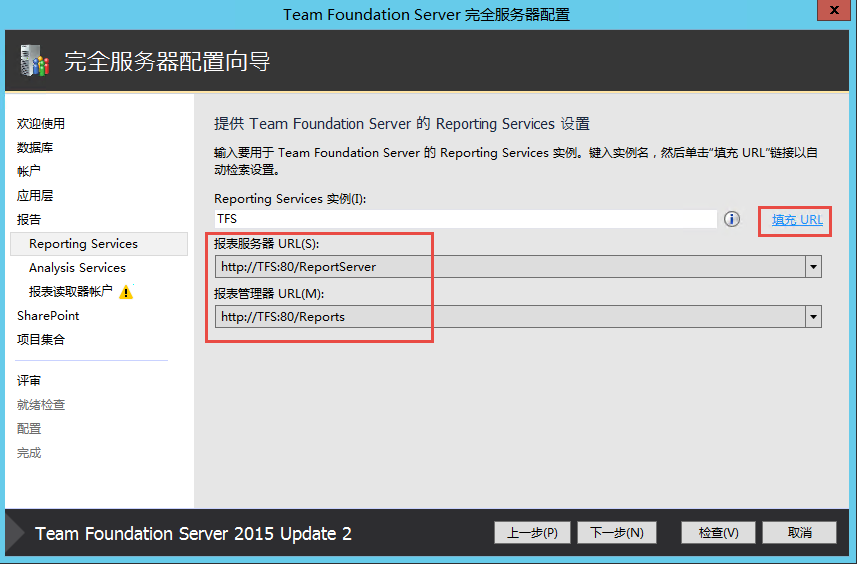 Team Foundation Server 完全服务器配置
x
完全服务器配置向导
欢迎使用
数据库
帐户
应用层
报告
Reporting Services
Analysis Services
报表读取器帐户
SharePoint
项目集合
评审
就绪检查
配置
完成
提供 Team Foundation Server 的 Reporting Services 设置
输入要用于 Team Foundation Server 的 Reporting Services 实例。键入实例名，然后单击“填充 URL”链接以自
动检索设置。
Reporting Services 实例(I):
TFS
填充 URL
报表服务器 URL(S):
http://TFS:80/ReportServer
报表管理器 URL(M):
http://TFS:80/Reports
Team Foundation Server 2015 Update 2
上一步(P)
下一步(N)
检查(V)
取消